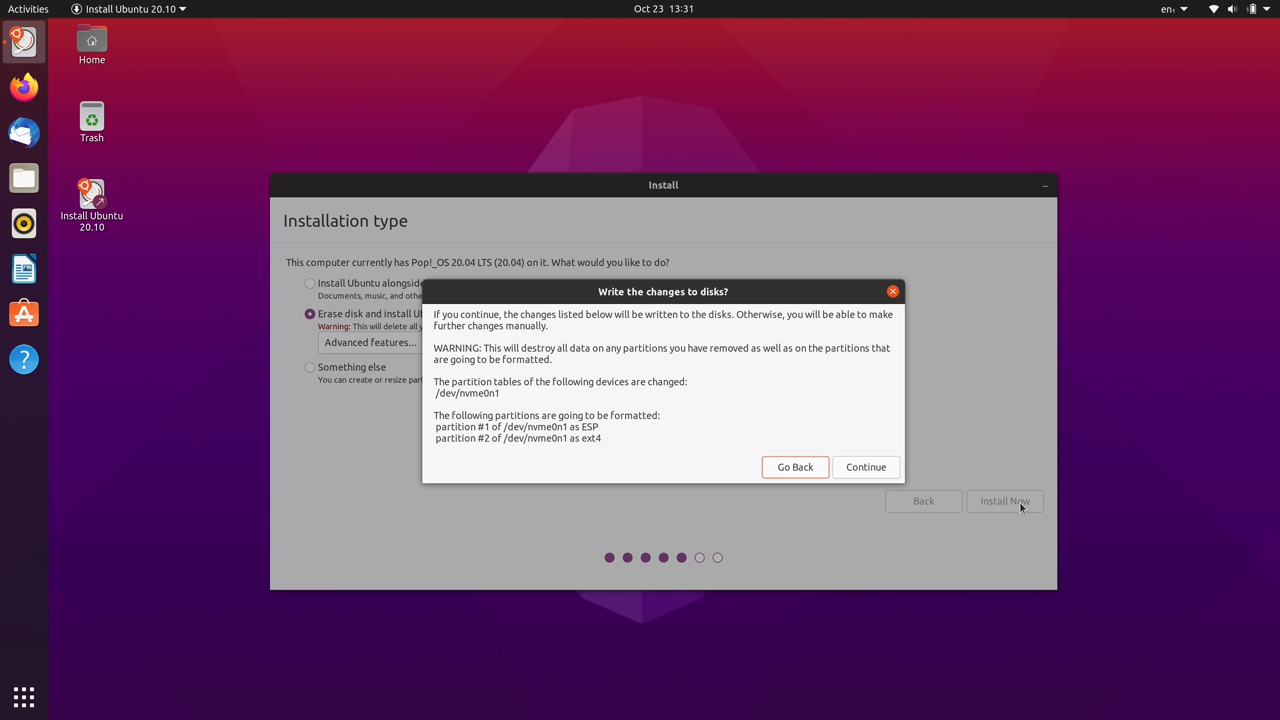 Activities
Install Ubuntu 20.10
Oct 23 13:31
en₁
Home
Trash
Install Ubuntu
20.10
Install
Installation type
This computer currently has Pop!_OS 20.04 LTS (20.04) on it. What would you like to do?
Install Ubuntu alongside
Documents, music, and othe
Erase disk and install Ub
Warning: This will delete all y
Advanced features...
Something else
You can create or resize part
Write the changes to disks?
If you continue, the changes listed below will be written to the disks. Otherwise, you will be able to make
further changes manually.
WARNING: This will destroy all data on any partitions you have removed as well as on the partitions that
are going to be formatted.
The partition tables of the following devices are changed:
/dev/nvme0n1
The following partitions are going to be formatted:
partition #1 of /dev/nvme0n1 as ESP
partition #2 of /dev/nvme0n1 as ext4
Go Back
Continue
Back
Install Now